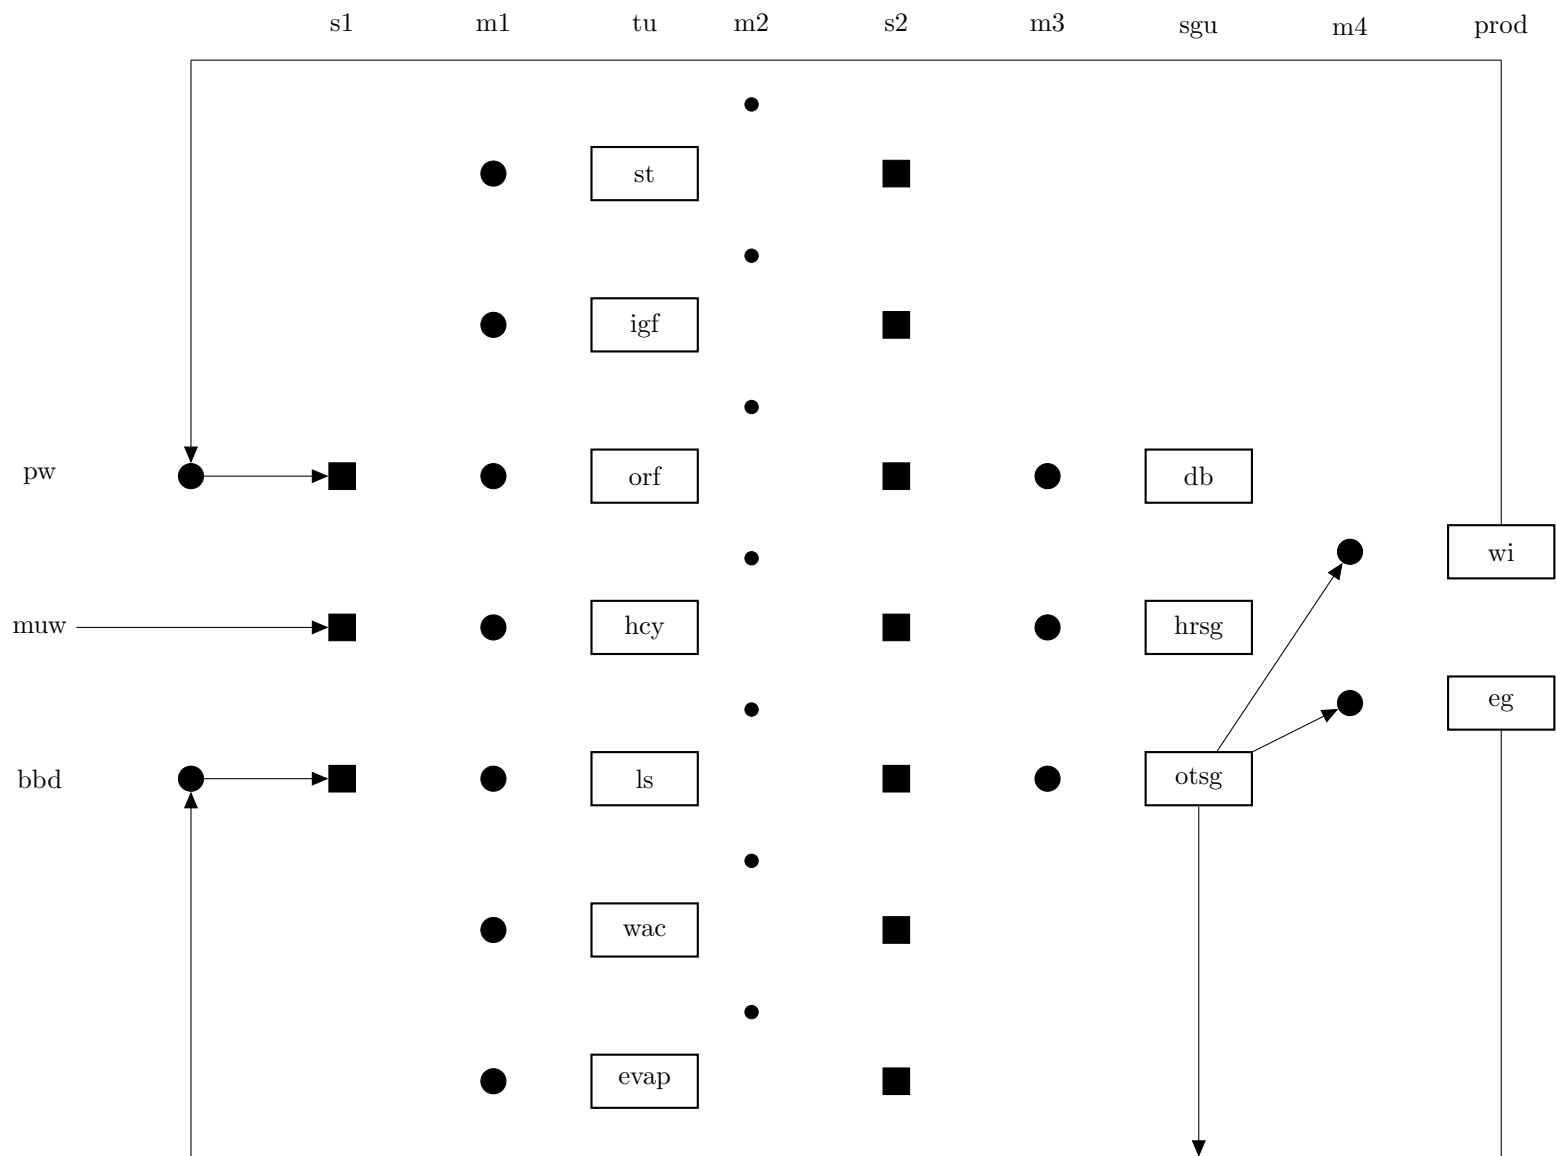 s1 m1 tu m2 s2 m3 sgu m4 prod
st
igf
pw orf db
wi
muw hcy hrsg
eg
bbd ls otsg
wac
evap